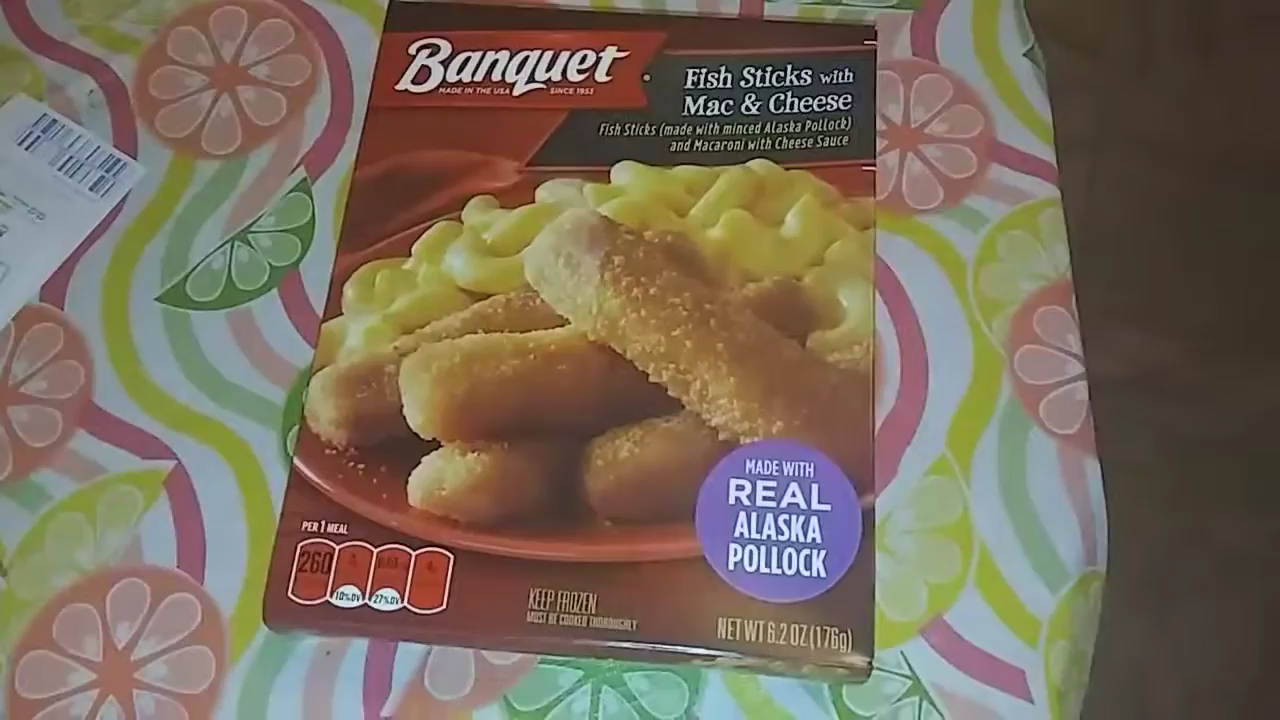 Banquet
MADE IN THE USA SINCE 1953
Fish Sticks with
Mac & Cheese
Fish Sticks (made with minced Alaska Pollock)
and Macaroni with Cheese Sauce
MADE WITH
REAL
ALASKA
POLLOCK
PER 1 MEAL
260
10% DV 27% DV
KEEP FROZEN
MUST BE COOKED THOROUGHLY
NET WT 6.2 OZ (176g)